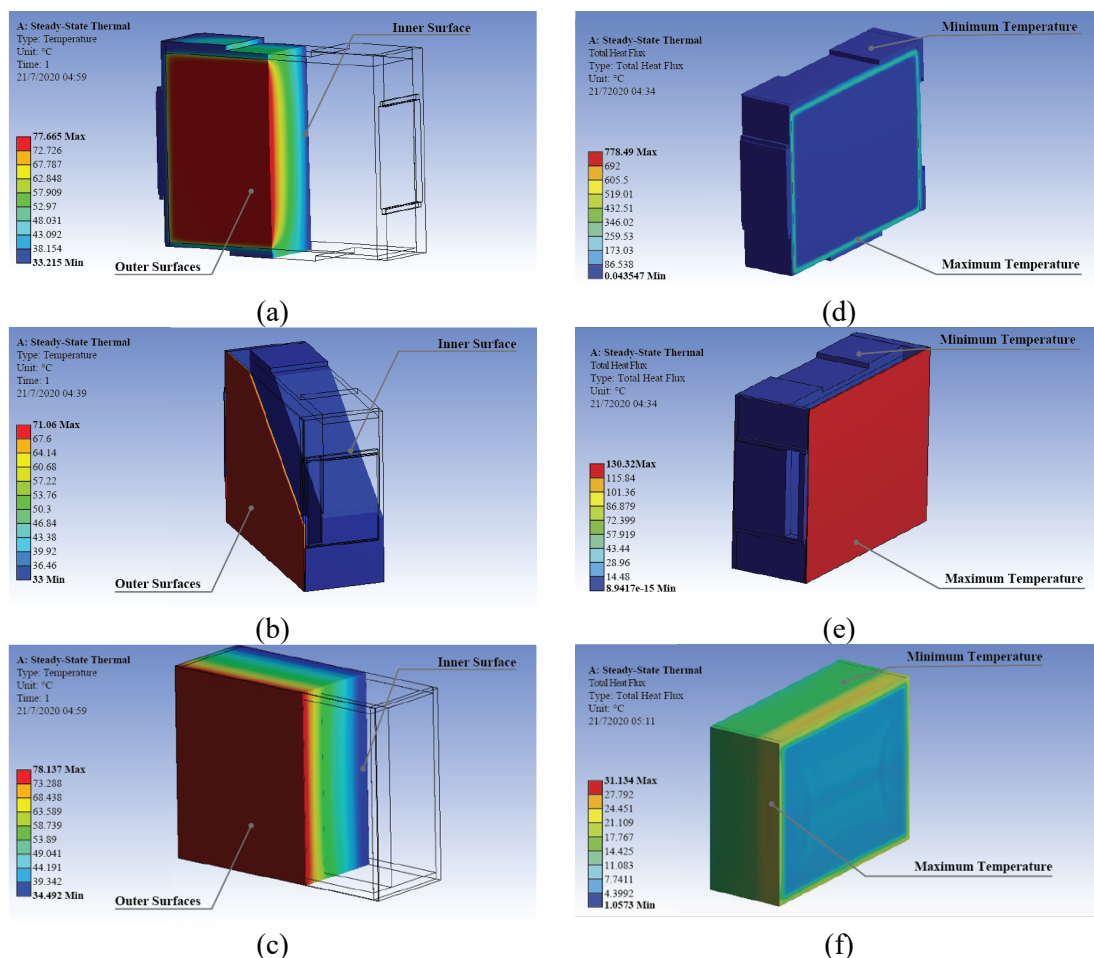 A: Steady-State Thermal
Type: Temperature
Unit: °C
Time: 1
21/7/2020 04:59
Inner Surface
77.665 Max
72.726
67.787
62.848
57.909
52.97
48.031
43.092
38.154
33.215 Min
Outer Surfaces
(a)
Minimum Temperature
A: Steady-State Thermal
Total Heat Flux
Type: Total Heat Flux
Unit: °C
21/72020 04:34
778.49 Max
692
605.5
519.01
432.51
346.02
259.53
173.03
86.538
0.043547 Min
Maximum Temperature
(d)
A: Steady-State Thermal
Type: Temperature
Unit: °C
Time: 1
21/7/2020 04:39
Inner Surface
71.06 Max
67.6
64.14
60.68
57.22
53.76
50.3
46.84
43.38
39.92
36.46
33 Min
Outer Surfaces
(b)
Minimum Temperature
A: Steady-State Thermal
Total Heat Flux
Type: Total Heat Flux
Unit: °C
21/72020 04:34
130.32Max
115.84
101.36
86.879
72.399
57.919
43.44
28.96
14.48
8.9417e-15 Min
Maximum Temperature
(e)
A: Steady-State Thermal
Type: Temperature
Unit: °C
Time: 1
21/7/2020 04:59
Inner Surface
78.137 Max
73.288
68.438
63.589
58.739
53.89
49.041
44.191
39.342
34.492 Min
Outer Surfaces
(c)
Minimum Temperature
A: Steady-State Thermal
Total Heat Flux
Type: Total Heat Flux
Unit: °C
21/72020 05:11
31.134 Max
27.792
24.451
21.109
17.767
14.425
11.083
7.7411
4.3992
1.0573 Min
Maximum Temperature
(f)